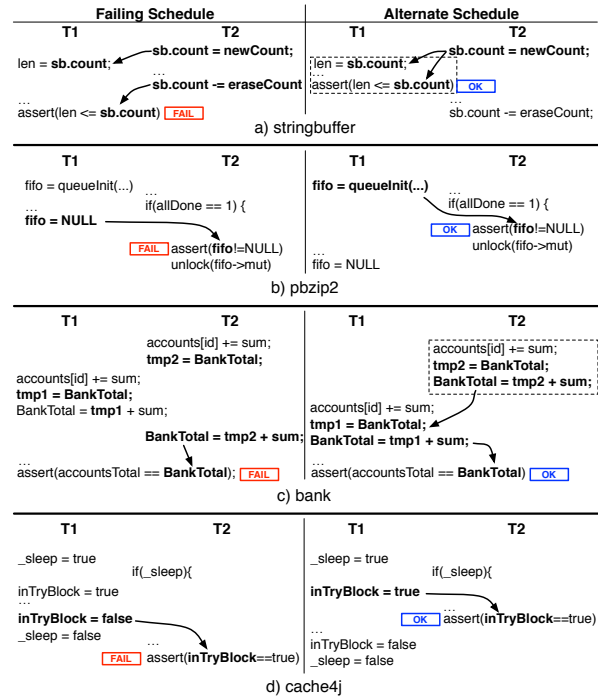 Failing Schedule Alternate Schedule
T1 T2 T1 T2
sb.count = newCount; sb.count = newCount;
len = sb.count; len = sb.count;
... ...
sb.count -= eraseCount assert(len <= sb.count) OK
... ...
assert(len <= sb.count) FAIL sb.count -= eraseCount;
a) stringbuffer
T1 T2 T1 T2
fifo = queueInit(...) fifo = queueInit(...)
... ...
if(allDone == 1) { if(allDone == 1) {
...
fifo = NULL
FAIL assert(fifo!=NULL) OK assert(fifo!=NULL)
unlock(fifo->mut) unlock(fifo->mut)
...
fifo = NULL
b) pbzip2
T1 T2 T1 T2
accounts[id] += sum; accounts[id] += sum;
tmp2 = BankTotal; tmp2 = BankTotal;
BankTotal = tmp2 + sum;
accounts[id] += sum; accounts[id] += sum;
tmp1 = BankTotal; tmp1 = BankTotal;
BankTotal = tmp1 + sum; BankTotal = tmp1 + sum;
BankTotal = tmp2 + sum;
... ...
assert(accountsTotal == BankTotal); FAIL assert(accountsTotal == BankTotal) OK
c) bank
T1 T2 T1 T2
_sleep = true _sleep = true
if(_sleep){ if(_sleep){
inTryBlock = true inTryBlock = true
... ...
inTryBlock = false OK assert(inTryBlock==true)
_sleep = false ...
... inTryBlock = false
FAIL assert(inTryBlock==true) _sleep = false
d) cache4j